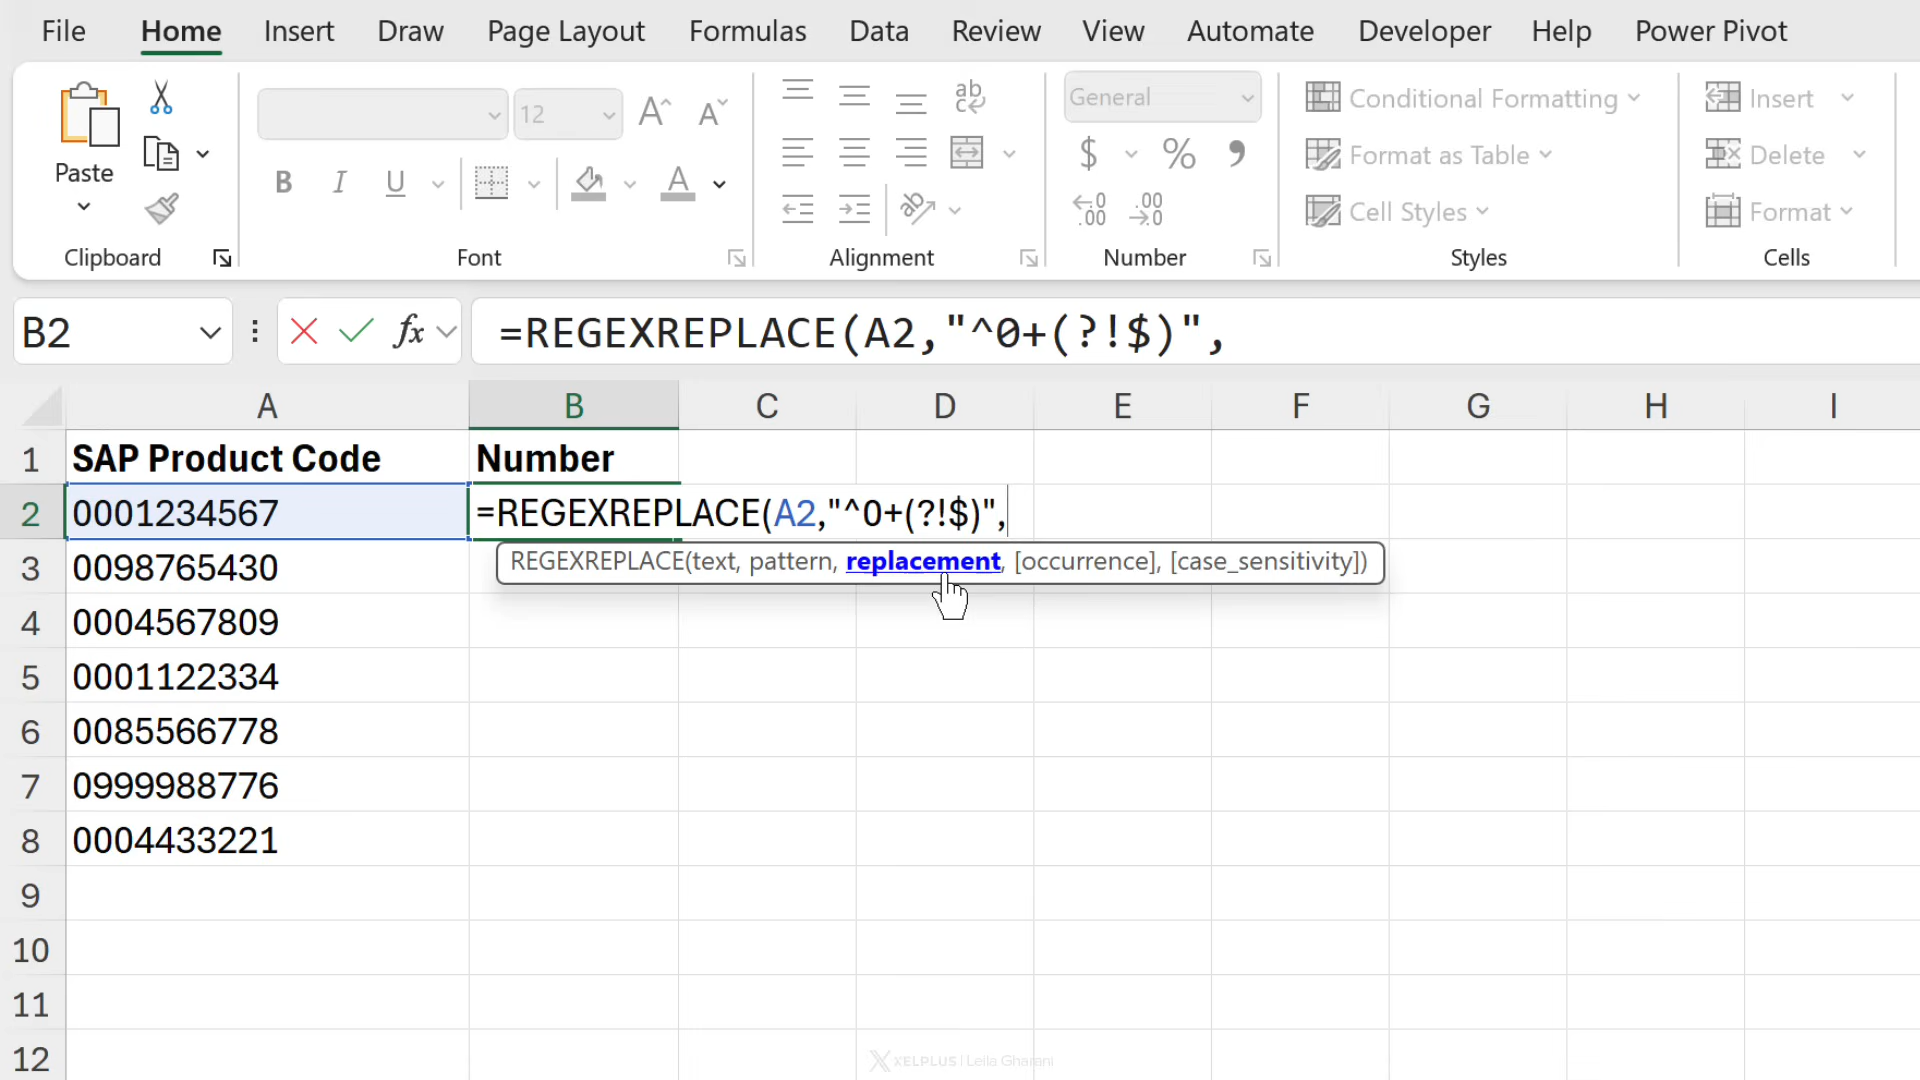 File Home Insert Draw Page Layout Formulas Data Review View Automate Developer Help Power Pivot
Paste
Clipboard
12
B I U
Font
ab
c
Alignment
General
$ % ,
Number
Conditional Formatting
Format as Table
Cell Styles
Styles
Insert
Delete
Format
Cells
B2 fx =REGEXREPLACE(A2,"^0+(?!$)",
A B C D E F G H I
1 SAP Product Code Number
2 0001234567 =REGEXREPLACE(A2,"^0+(?!$)",
REGEXREPLACE(text, pattern, replacement, [occurrence], [case_sensitivity])
3 0098765430
4 0004567809
5 0001122334
6 0085566778
7 0999988776
8 0004433221
9
10
11
12
XELPLUS | Leila Gharani